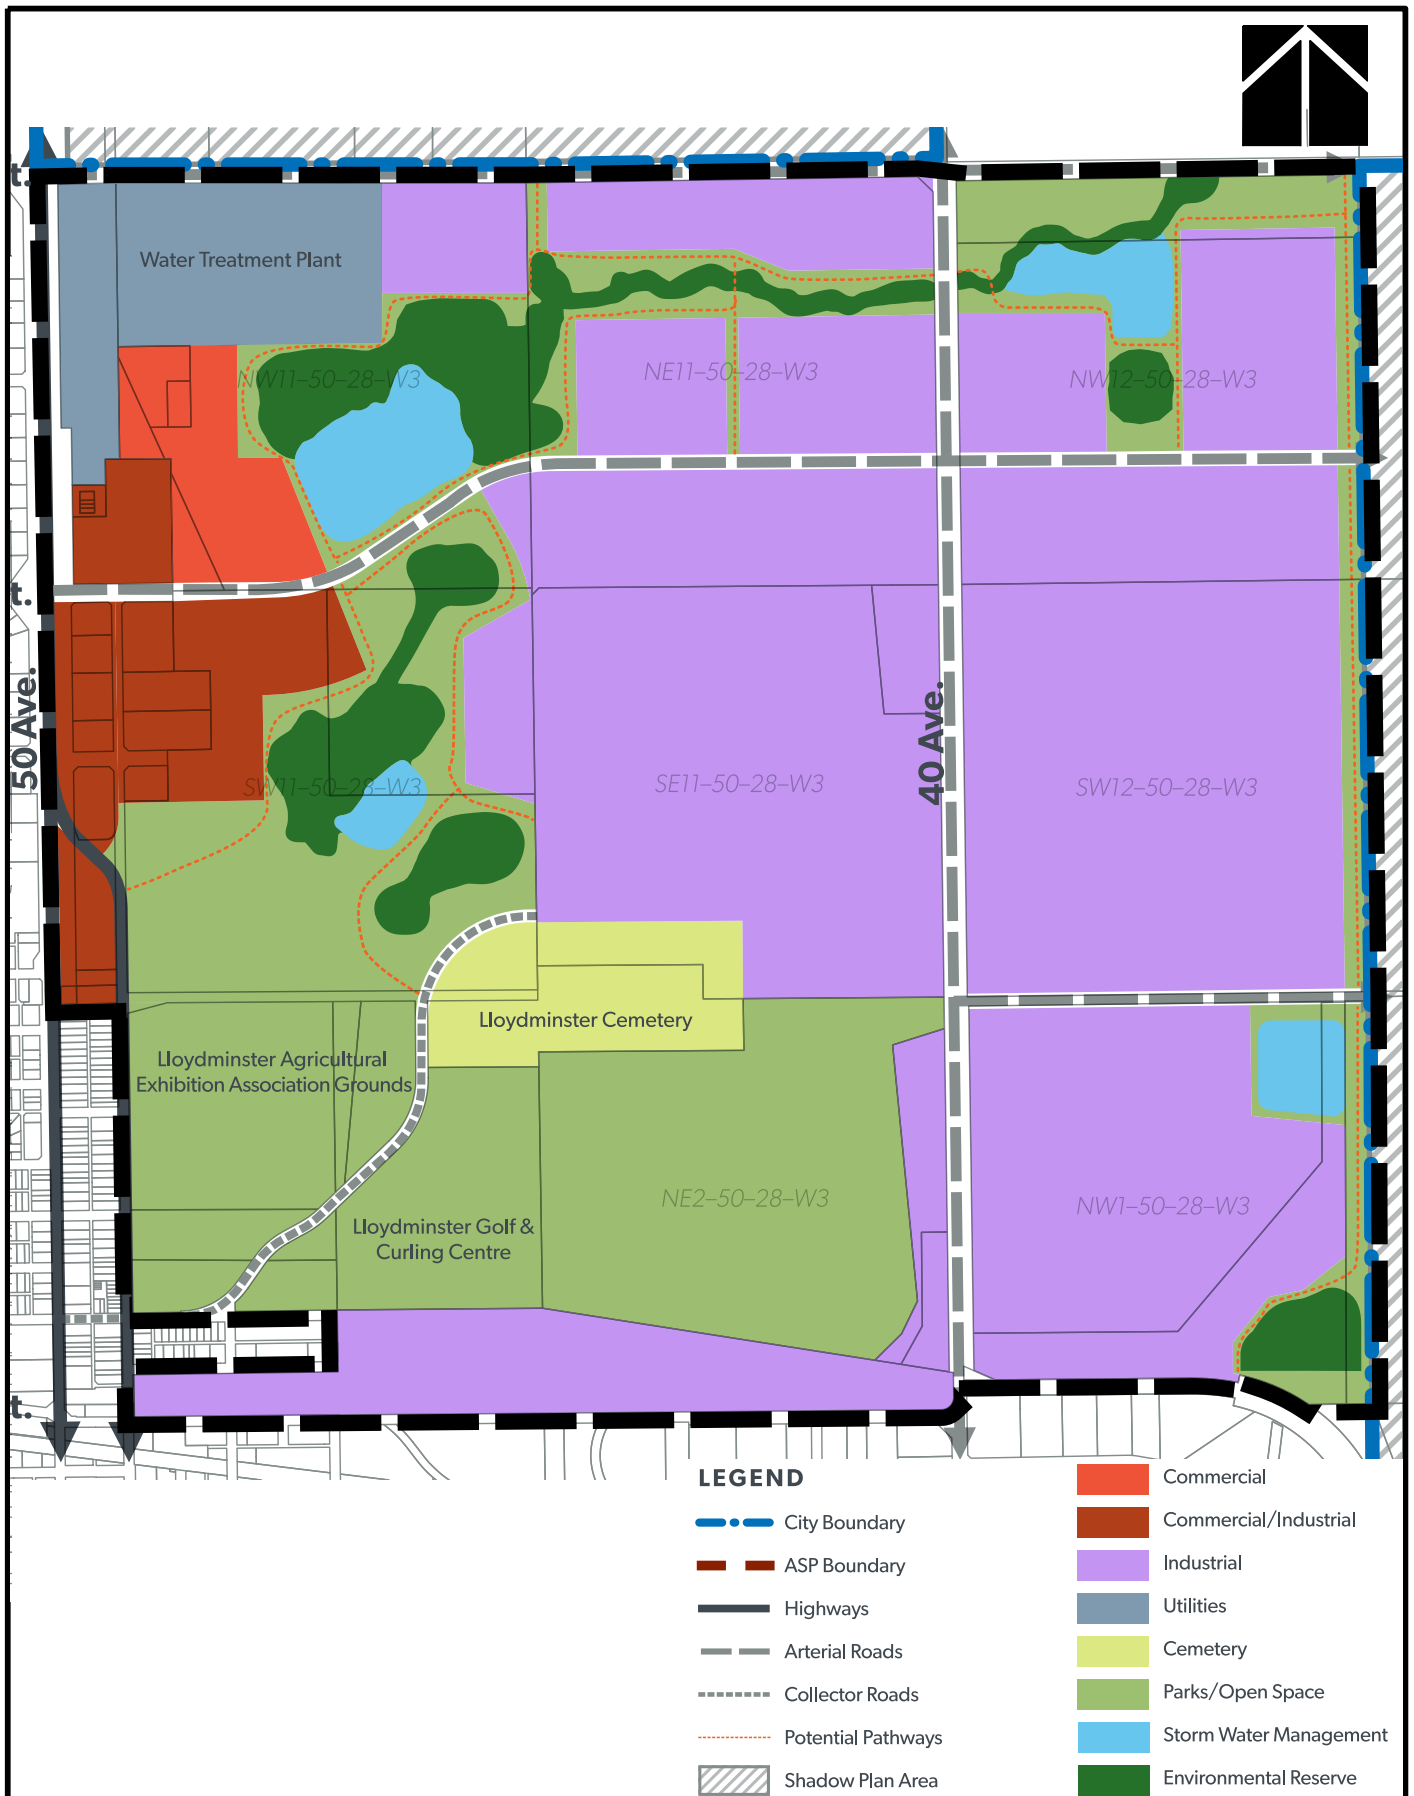 t.
Water Treatment Plant
NW11–50–28–W3
NE11–50–28–W3
NW12–50–28–W3
t.
50 Ave.
40 Ave.
SW11–50–28–W3
SE11–50–28–W3
SW12–50–28–W3
Lloydminster Cemetery
Lloydminster Agricultural
Exhibition Association Grounds
NE2–50–28–W3
NW1–50–28–W3
Lloydminster Golf &
Curling Centre
t.
LEGEND
City Boundary
ASP Boundary
Highways
Arterial Roads
Collector Roads
Potential Pathways
Shadow Plan Area
Commercial
Commercial/Industrial
Industrial
Utilities
Cemetery
Parks/Open Space
Storm Water Management
Environmental Reserve